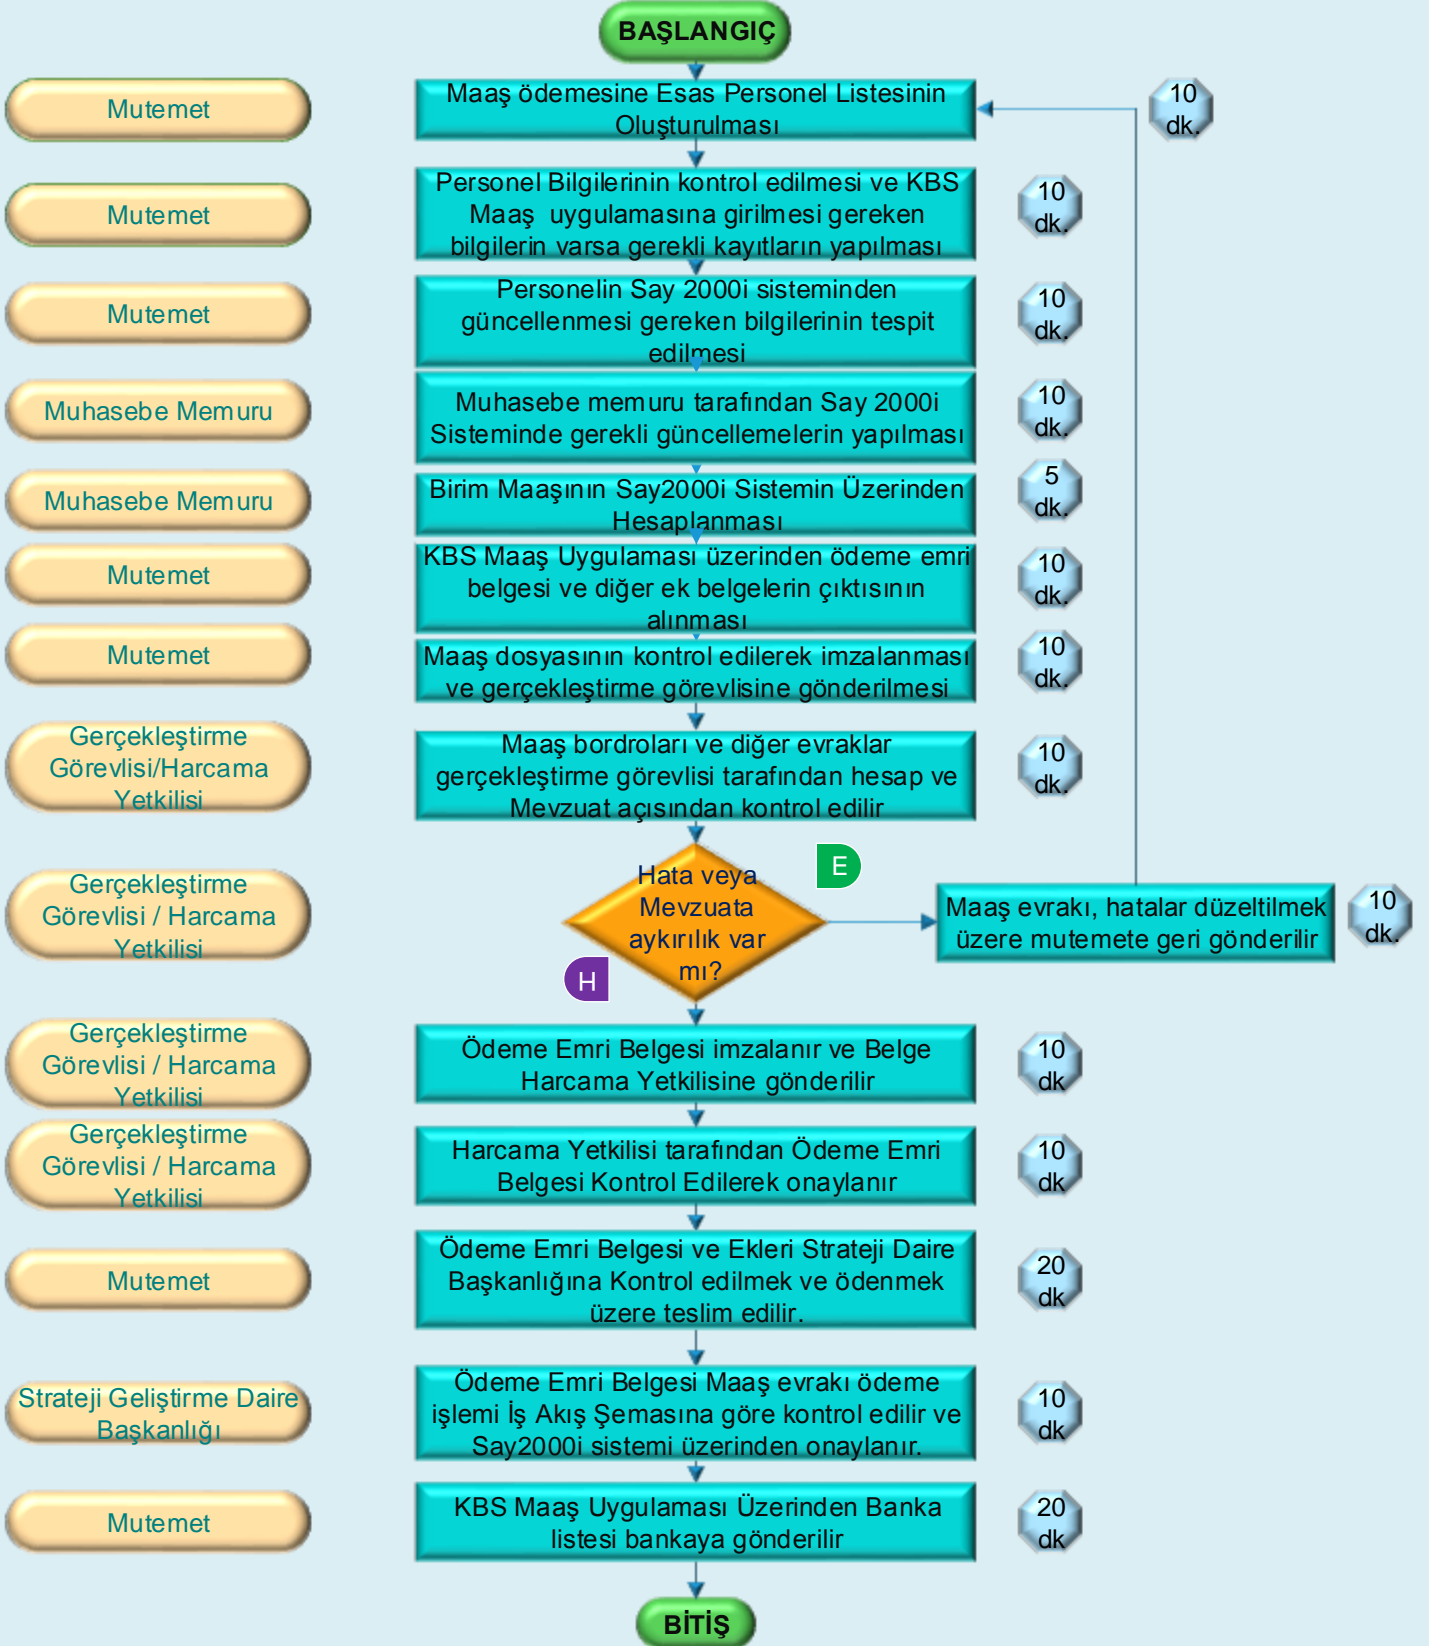 BAŞLANGIÇ
Mutemet
Maaş ödemesine Esas Personel Listesinin
Oluşturulması
10
dk.
Mutemet
Personel Bilgilerinin kontrol edilmesi ve KBS
Maaş uygulamasına girilmesi gereken
bilgilerin varsa gerekli kayıtların yapılması
10
dk.
Mutemet
Personelin Say 2000i sisteminden
güncellenmesi gereken bilgilerinin tespit
edilmesi
10
dk.
Muhasebe Memuru
Muhasebe memuru tarafından Say 2000i
Sisteminde gerekli güncellemelerin yapılması
10
dk.
Muhasebe Memuru
Birim Maaşının Say2000i Sistemin Üzerinden
Hesaplanması
5
dk.
Mutemet
KBS Maaş Uygulaması üzerinden ödeme emri
belgesi ve diğer ek belgelerin çıktısının
alınması
10
dk.
Mutemet
Maaş dosyasının kontrol edilerek imzalanması
ve gerçekleştirme görevlisine gönderilmesi
10
dk.
Gerçekleştirme
Görevlisi/Harcama
Yetkilisi
Maaş bordroları ve diğer evraklar
gerçekleştirme görevlisi tarafından hesap ve
Mevzuat açısından kontrol edilir
10
dk.
Gerçekleştirme
Görevlisi / Harcama
Yetkilisi
Hata veya
Mevzuata
aykırılık var
mı?
E
H
Maaş evrakı, hatalar düzeltilmek
üzere mutemete geri gönderilir
10
dk.
Gerçekleştirme
Görevlisi / Harcama
Yetkilisi
Ödeme Emri Belgesi imzalanır ve Belge
Harcama Yetkilisine gönderilir
10
dk
Gerçekleştirme
Görevlisi / Harcama
Yetkilisi
Harcama Yetkilisi tarafından Ödeme Emri
Belgesi Kontrol Edilerek onaylanır
10
dk
Mutemet
Ödeme Emri Belgesi ve Ekleri Strateji Daire
Başkanlığına Kontrol edilmek ve ödenmek
üzere teslim edilir.
20
dk
Strateji Geliştirme Daire
Başkanlığı
Ödeme Emri Belgesi Maaş evrakı ödeme
işlemi İş Akış Şemasına göre kontrol edilir ve
Say2000i sistemi üzerinden onaylanır.
10
dk
Mutemet
KBS Maaş Uygulaması Üzerinden Banka
listesi bankaya gönderilir
20
dk
BİTİŞ